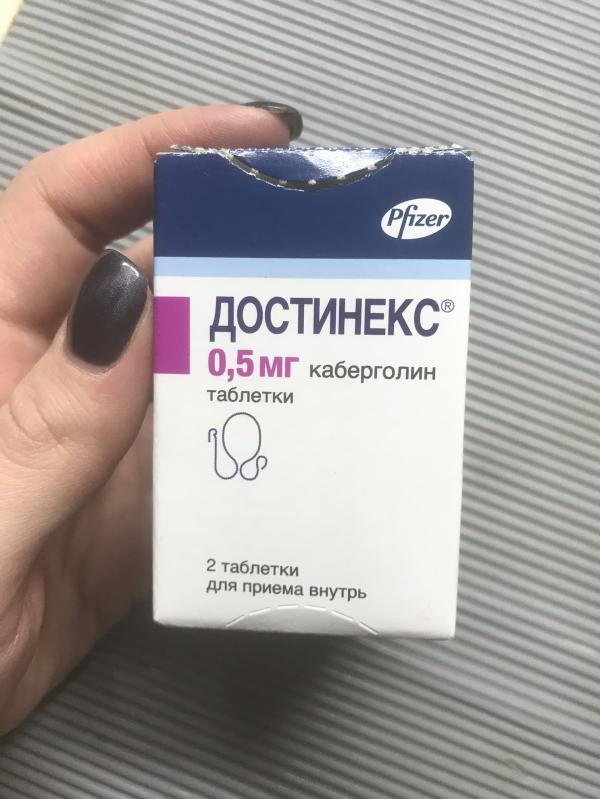 Pfizer
ДОСТИНЕКС®
0,5 мг каберголин
таблетки
2 таблетки
для приема внутрь